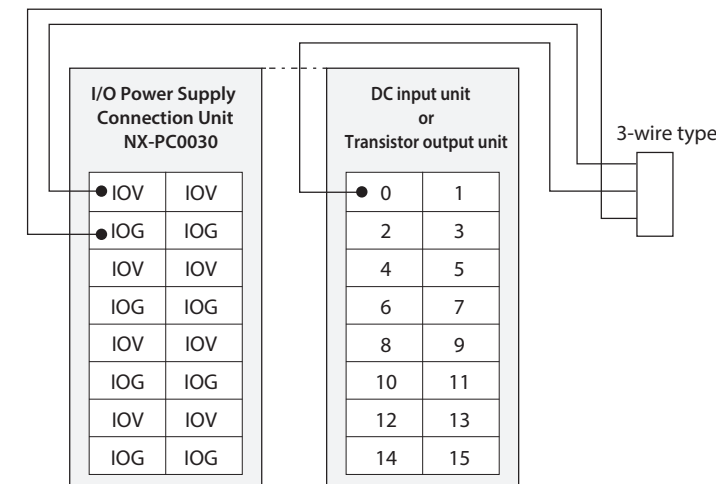 I/O Power Supply
Connection Unit
NX-PC0030
DC input unit
or
Transistor output unit
3-wire type
IOV IOV
IOG IOG
IOV IOV
IOG IOG
IOV IOV
IOG IOG
IOV IOV
IOG IOG
0 1
2 3
4 5
6 7
8 9
10 11
12 13
14 15